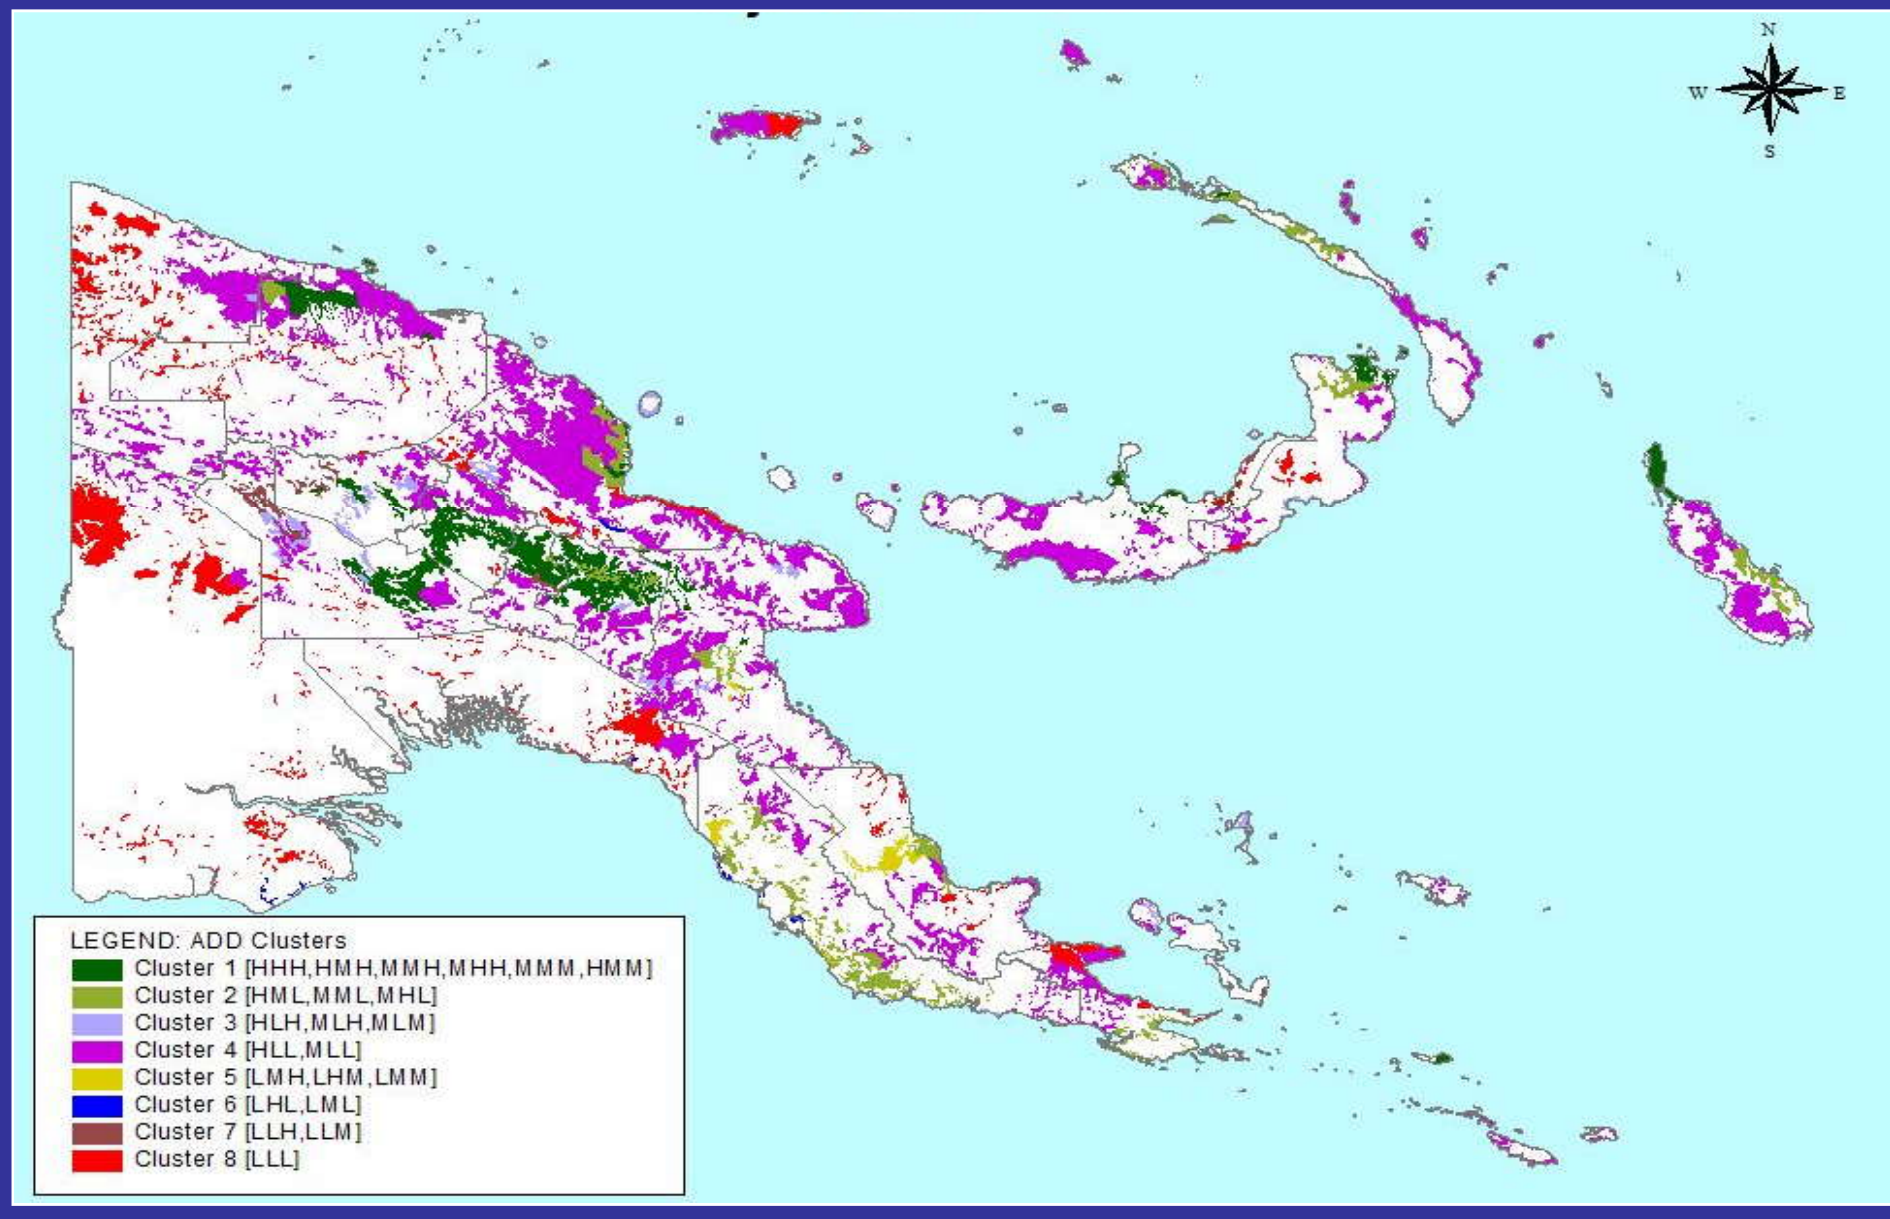 N
W E
S
LEGEND: ADD Clusters
Cluster 1 [HHH,HMH,MMH,MHH,MMM,HMM]
Cluster 2 [HML,MML,MHL]
Cluster 3 [HLH,MLH,MLM]
Cluster 4 [HLL,MLL]
Cluster 5 [LMH,LHM,LMM]
Cluster 6 [LHL,LML]
Cluster 7 [LLH,LLM]
Cluster 8 [LLL]